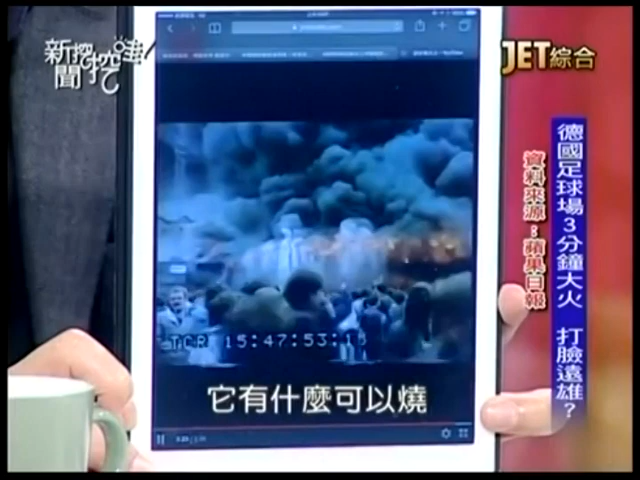 新聞挖挖哇!
JET綜合
德國足球場3分鐘大火 打臉遠雄?
資料來源:蘋果日報
TCR 15:47:53:1
它有什麼可以燒